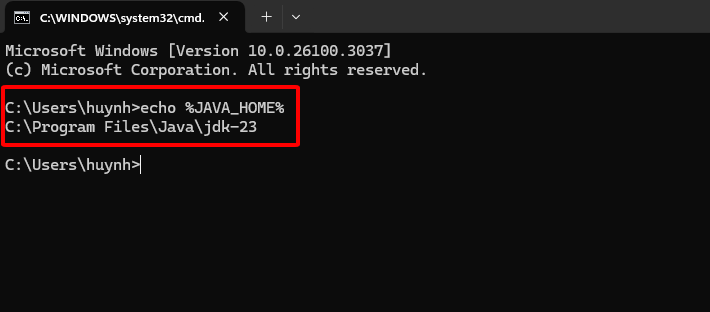 C:\WINDOWS\system32\cmd.
Microsoft Windows [Version 10.0.26100.3037]
(c) Microsoft Corporation. All rights reserved.
C:\Users\huynh>echo %JAVA_HOME%
C:\Program Files\Java\jdk-23
C:\Users\huynh>